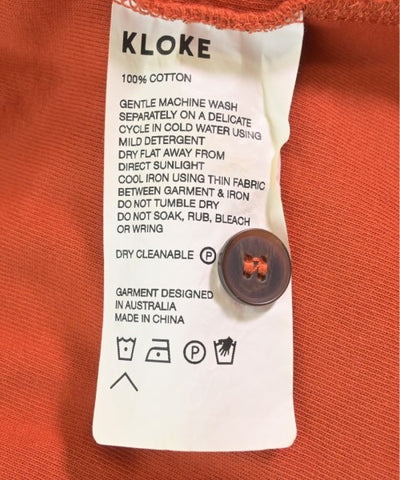 KLOKE
100% COTTON
GENTLE MACHINE WASH
SEPARATELY ON A DELICATE
CYCLE IN COLD WATER USING
MILD DETERGENT
DRY FLAT AWAY FROM
DIRECT SUNLIGHT
COOL IRON USING THIN FABRIC
BETWEEN GARMENT & IRON
DO NOT TUMBLE DRY
DO NOT SOAK, RUB, BLEACH
OR WRING
DRY CLEANABLE P
GARMENT DESIGNED
IN AUSTRALIA
MADE IN CHINA
P